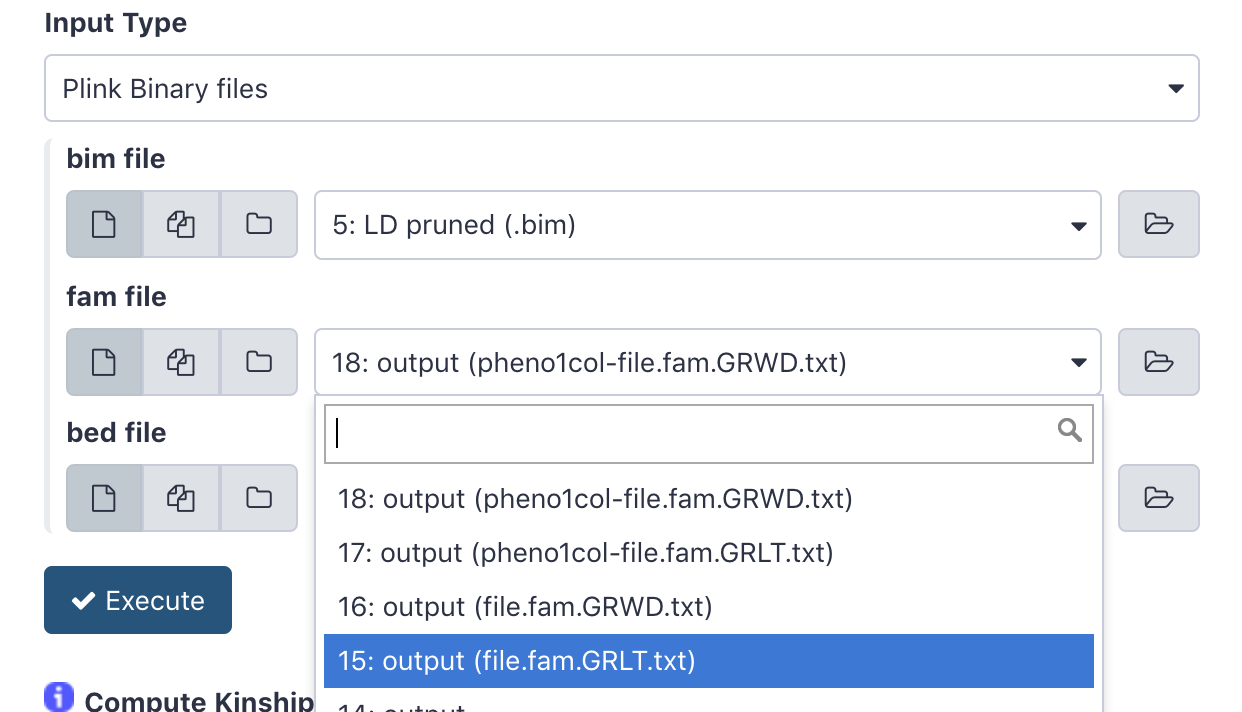 Input Type
Plink Binary files
bim file
5: LD pruned (.bim)
fam file
18: output (pheno1col-file.fam.GRWD.txt)
bed file
18: output (pheno1col-file.fam.GRWD.txt)
17: output (pheno1col-file.fam.GRLT.txt)
16: output (file.fam.GRWD.txt)
15: output (file.fam.GRLT.txt)
14: output
Execute
Compute Kinship